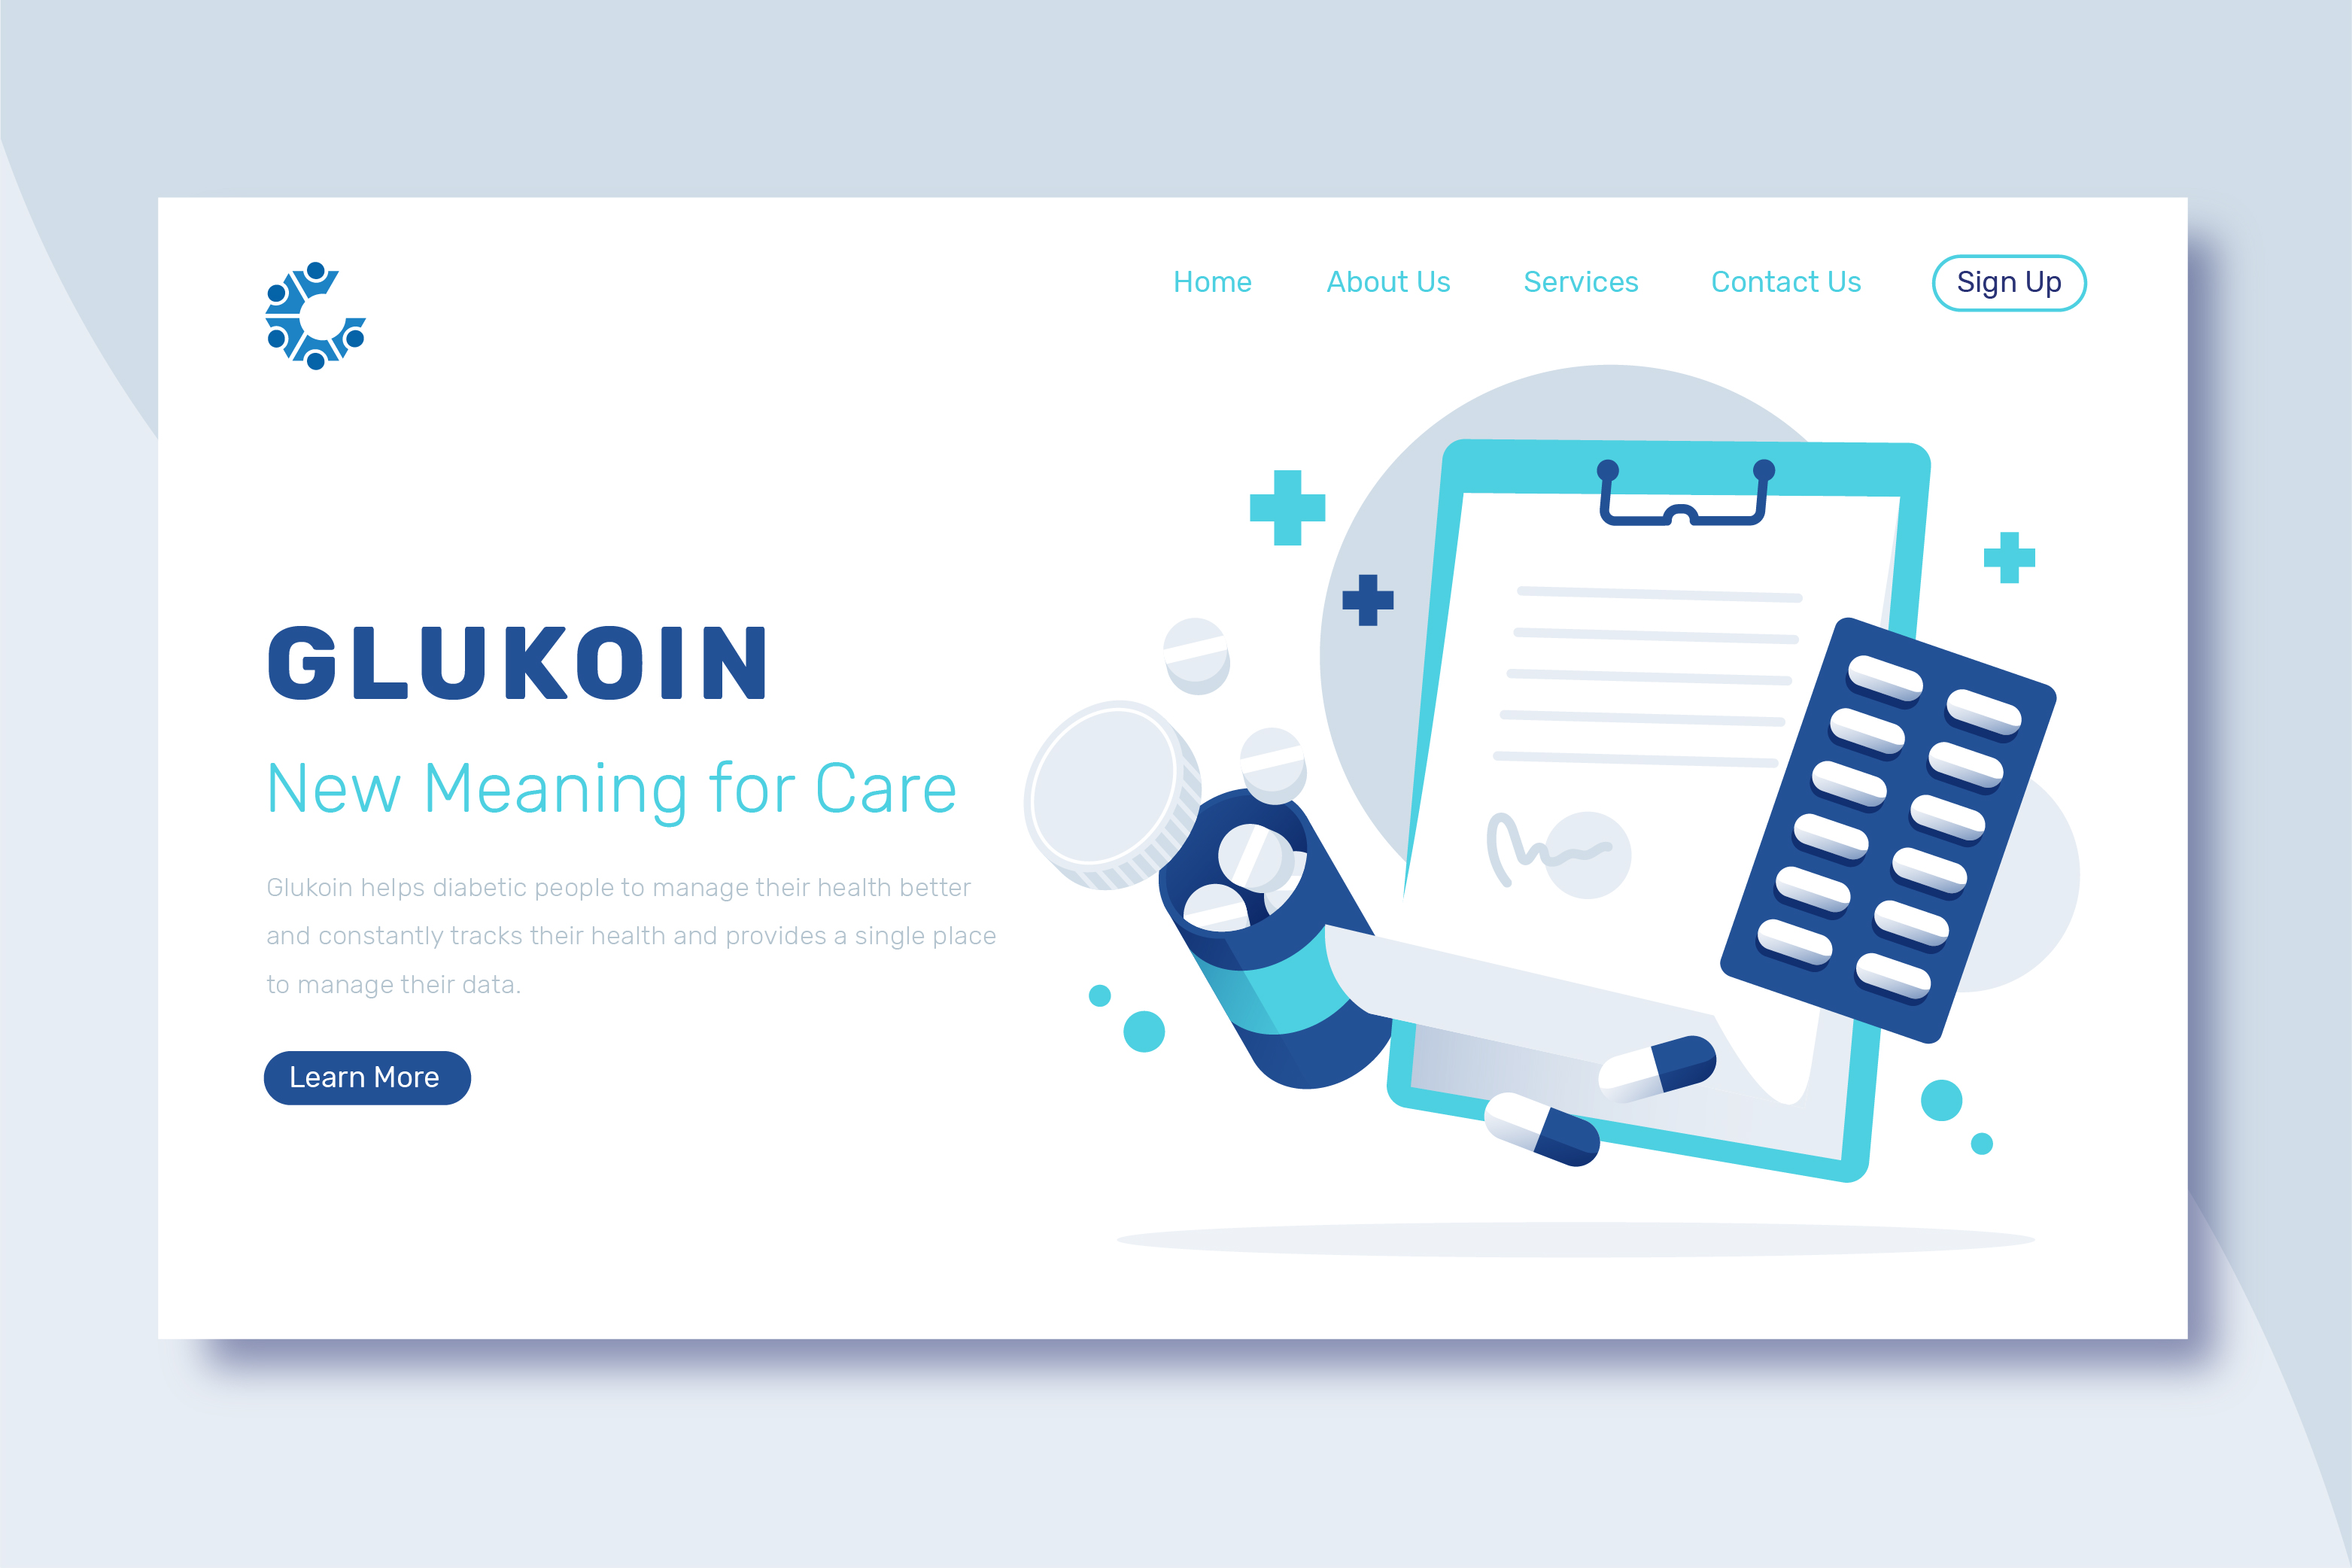 Home About Us Services Contact Us Sign Up
GLUKOIN
New Meaning for Care
Glukoin helps diabetic people to manage their health better
and constantly tracks their health and provides a single place
to manage their data.
Learn More